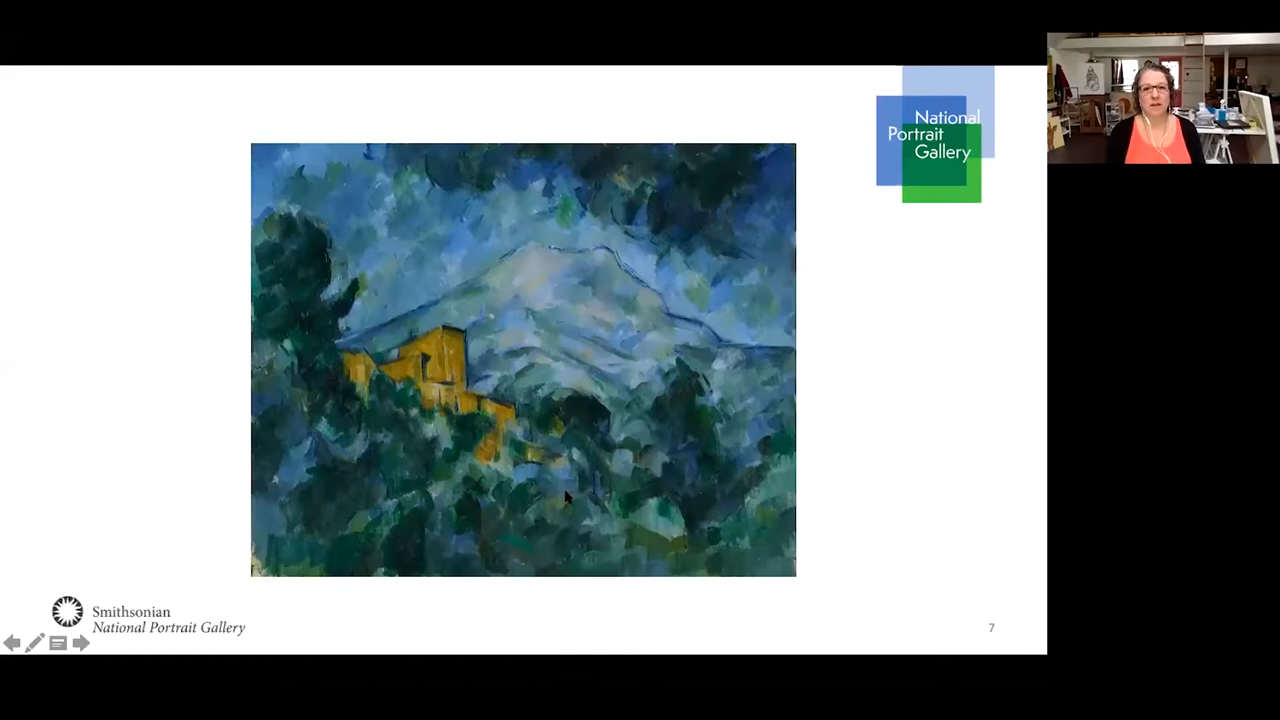 National
Portrait
Gallery
Smithsonian
National Portrait Gallery
7